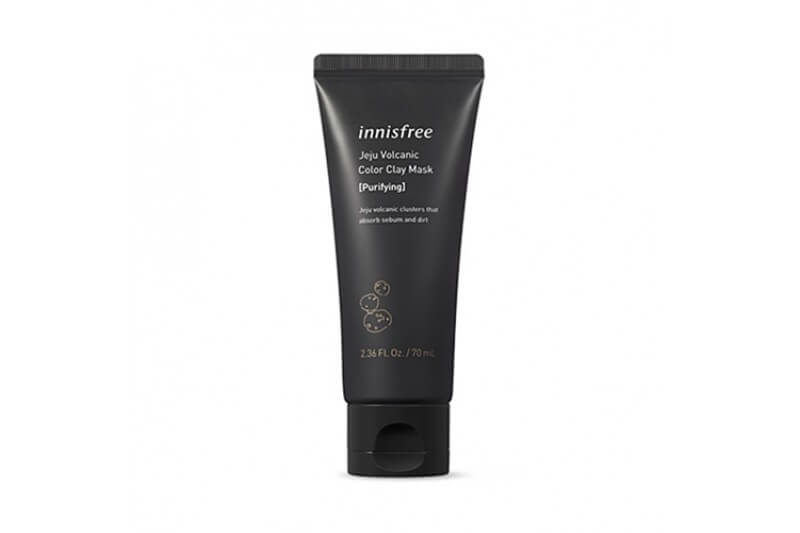 innisfree
Jeju Volcanic
Color Clay Mask
[Purifying]
Jeju volcanic clusters that
absorb sebum and dirt
2.36 Fl. Oz. / 70 mL